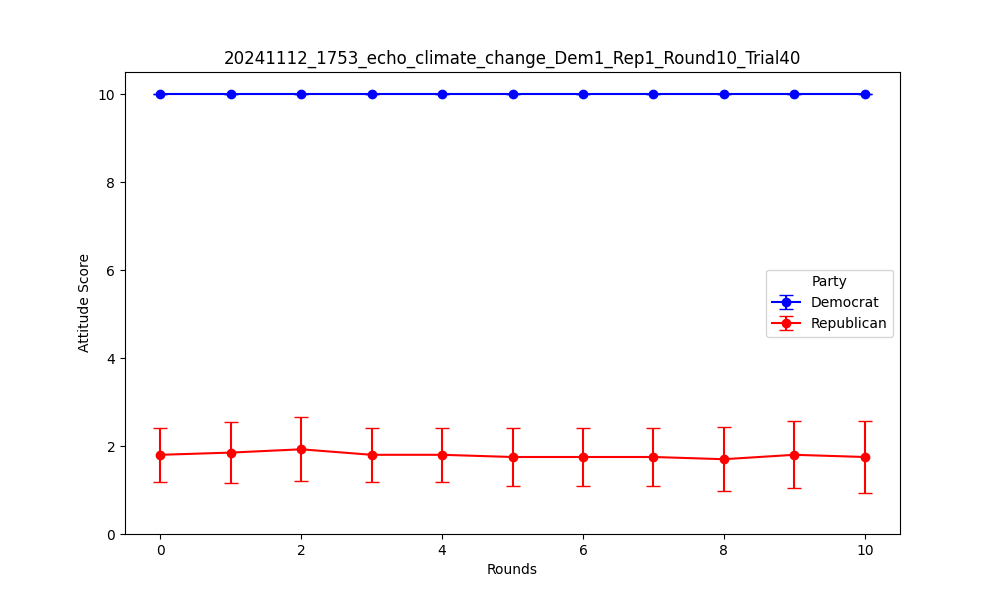 20241112_1753_echo_climate_change_Dem1_Rep1_Round10_Trial40
Attitude Score
10
8
6
4
2
0
Party
Democrat
Republican
0 2 4 6 8 10
Rounds